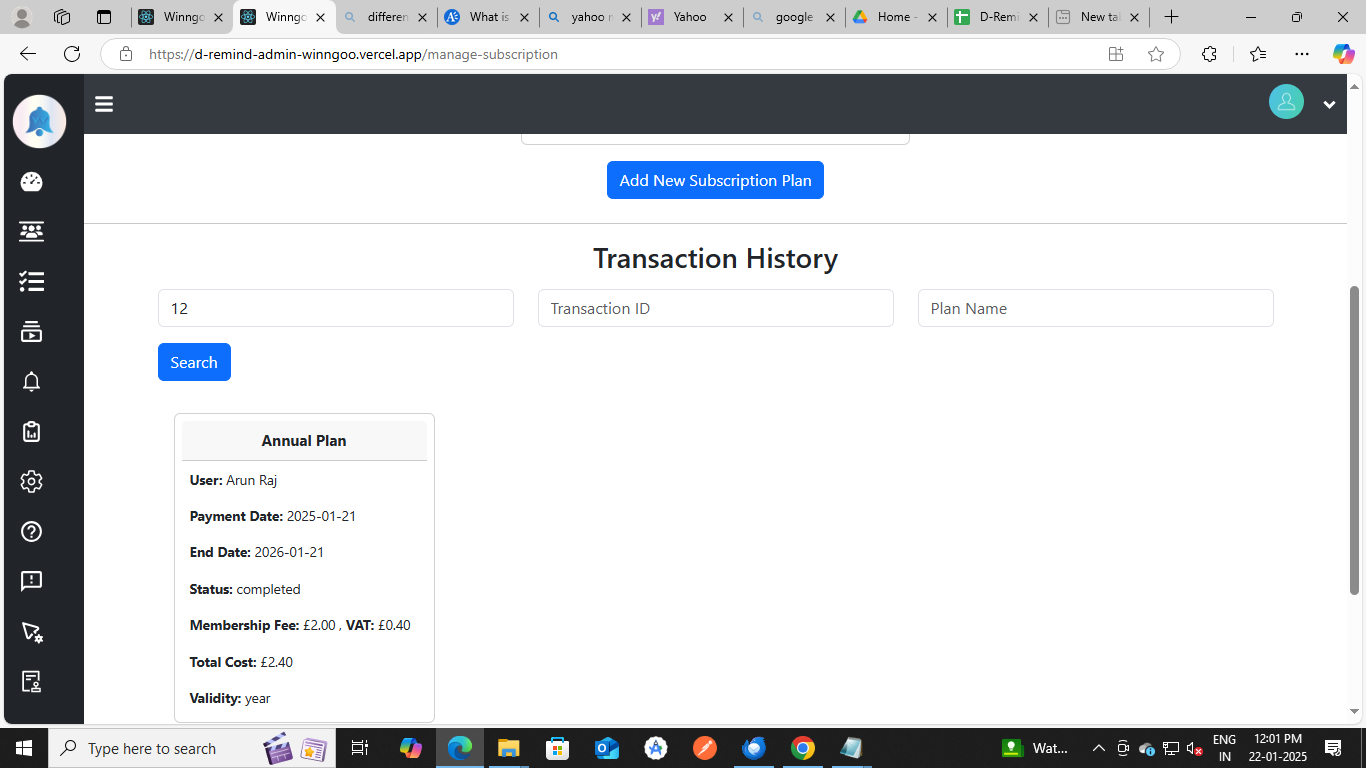 Winngo
Winngo
differen
What is
yahoo r
Yahoo
google
Home -
D-Remi
New tal
https://d-remind-admin-winngoo.vercel.app/manage-subscription
Add New Subscription Plan
Transaction History
12
Transaction ID
Plan Name
Search
Annual Plan
User: Arun Raj
Payment Date: 2025-01-21
End Date: 2026-01-21
Status: completed
Membership Fee: £2.00 , VAT: £0.40
Total Cost: £2.40
Validity: year
Type here to search
Wat...
ENG
IN
12:01 PM
22-01-2025